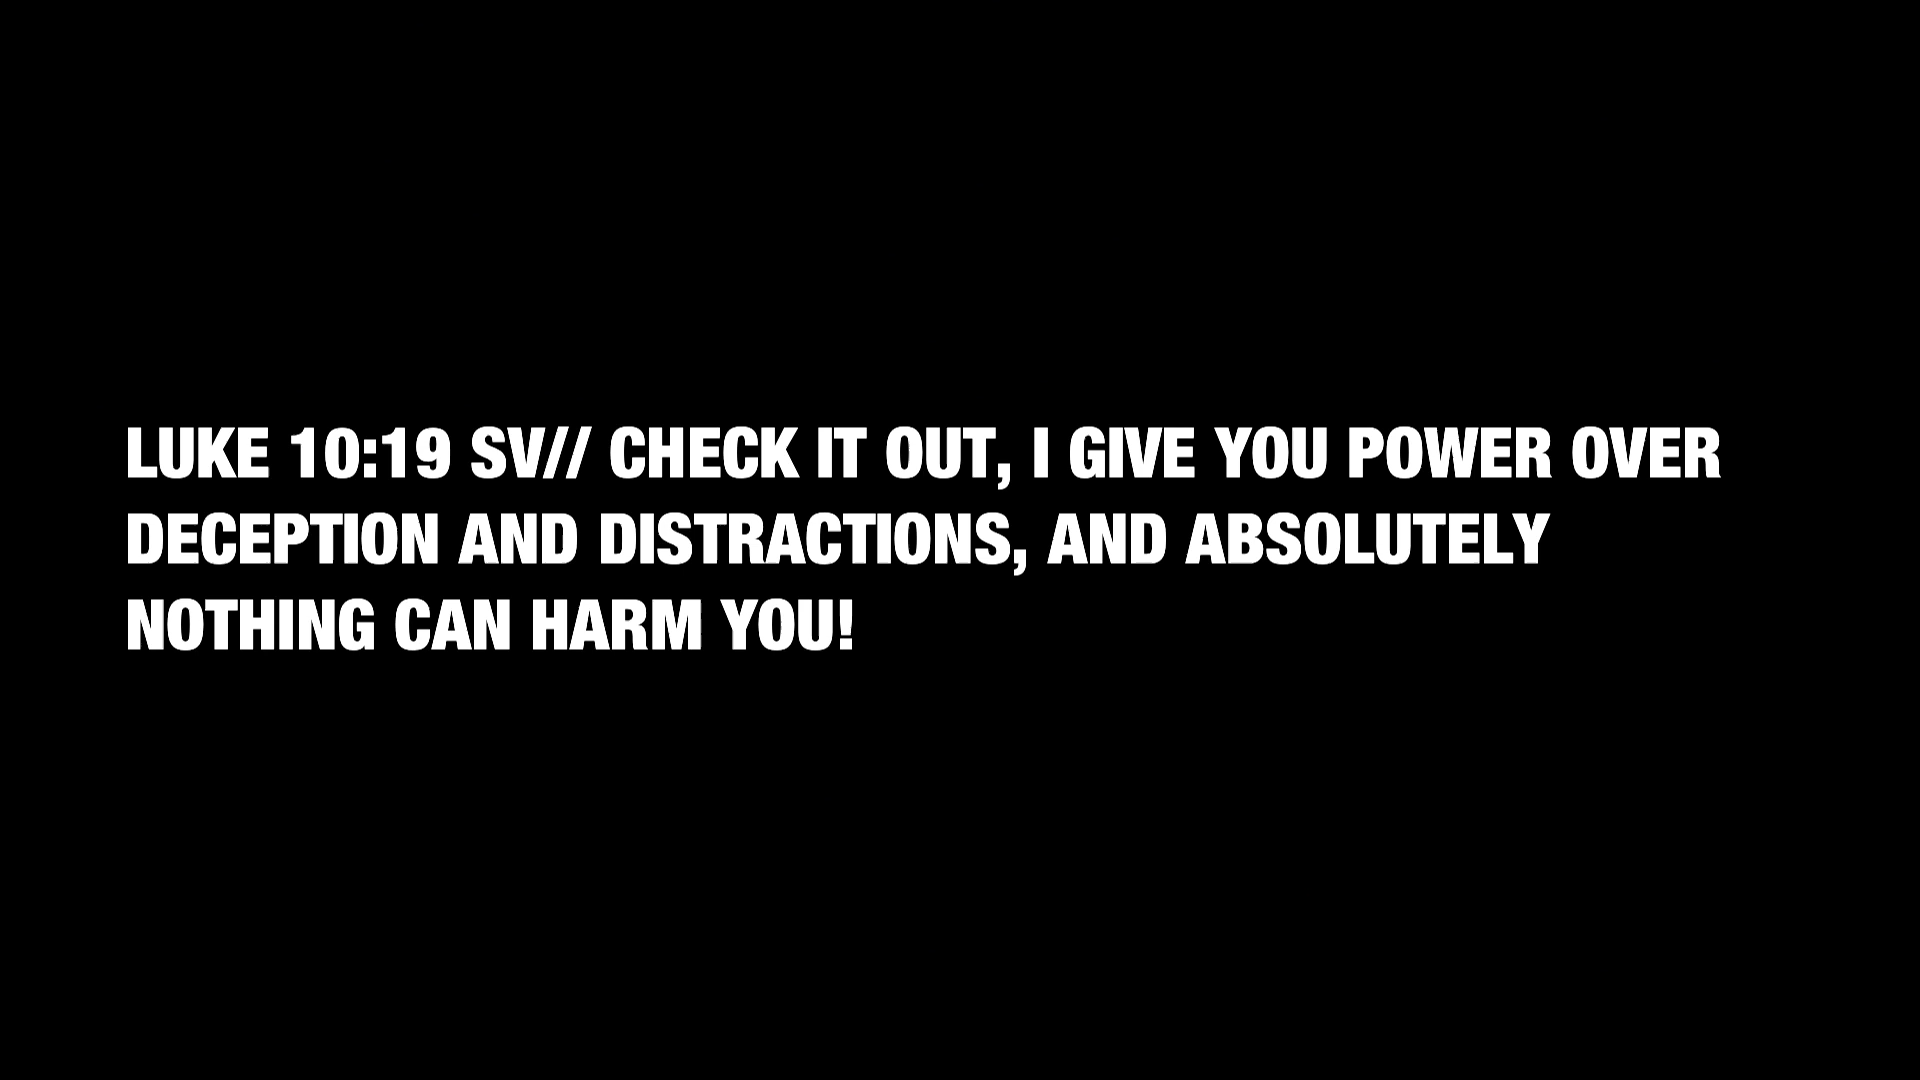 LUKE 10:19 SV// CHECK IT OUT, I GIVE YOU POWER OVER
DECEPTION AND DISTRACTIONS, AND ABSOLUTELY
NOTHING CAN HARM YOU!